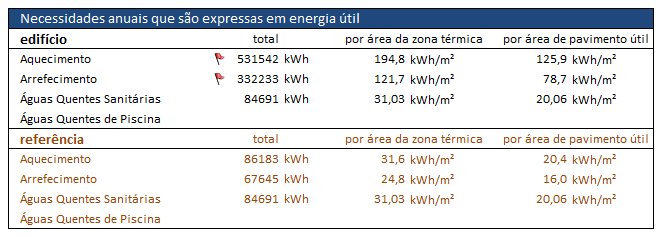 Necessidades anuais que são expressas em energia útil
edifício total por área da zona térmica por área de pavimento útil
Aquecimento 531542 kWh 194,8 kWh/m² 125,9 kWh/m²
Arrefecimento 332233 kWh 121,7 kWh/m² 78,7 kWh/m²
Águas Quentes Sanitárias 84691 kWh 31,03 kWh/m² 20,06 kWh/m²
Águas Quentes de Piscina
referência total por área da zona térmica por área de pavimento útil
Aquecimento 86183 kWh 31,6 kWh/m² 20,4 kWh/m²
Arrefecimento 67645 kWh 24,8 kWh/m² 16,0 kWh/m²
Águas Quentes Sanitárias 84691 kWh 31,03 kWh/m² 20,06 kWh/m²
Águas Quentes de Piscina